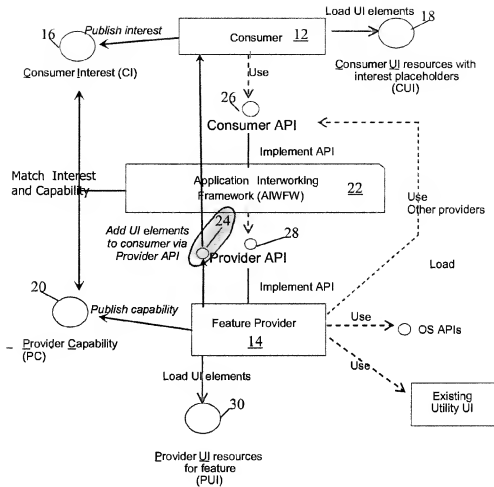 Load UI elements
18
16
Publish interest
Consumer 12
Use
Consumer Interest (CI)
Consumer UI resources with
interest placeholders
(CUI)
26
Consumer API
Implement API
Match Interest
and Capability
Application Interworking
Framework (AIWFW)
22
Use
Other providers
24
Add UI elements
to consumer via
Provider API
28
Provider API
Load
20
Publish capability
Implement API
Feature Provider
14
Use
OS APIs
Provider Capability
(PC)
Use
Load UI elements
Existing
Utility UI
30
Provider UI resources
for feature
(PUI)